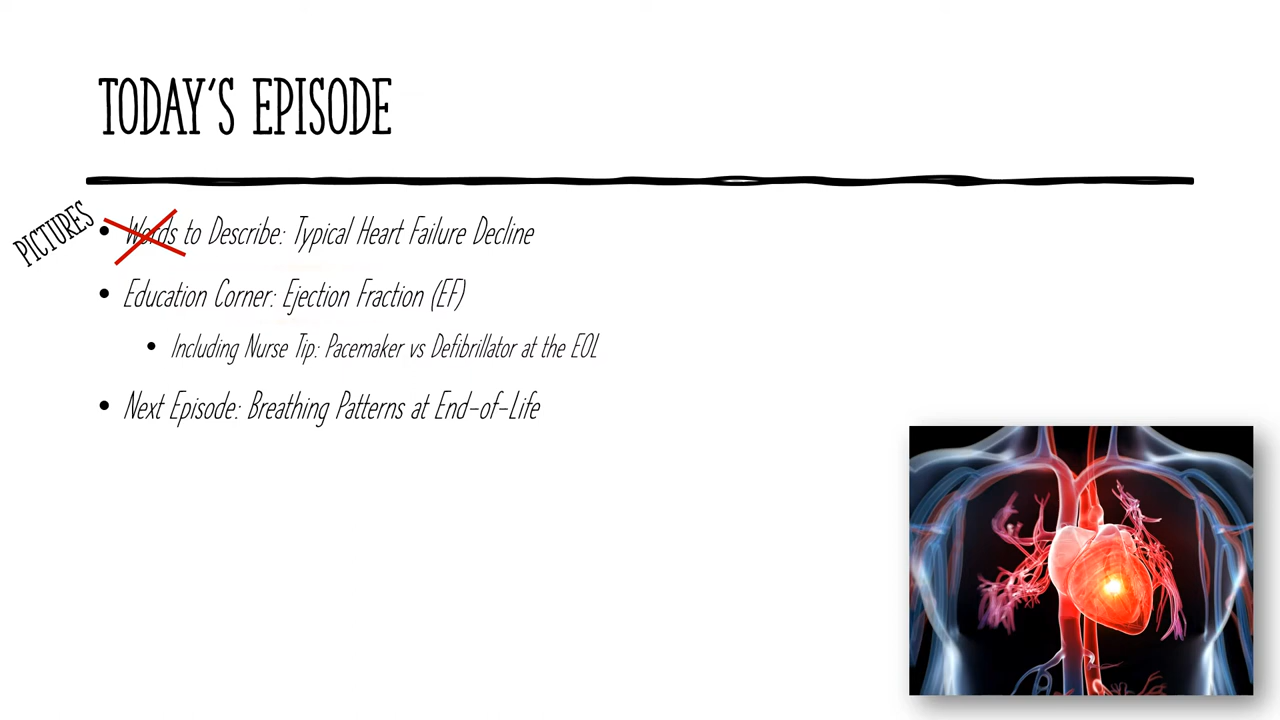 TODAY'S EPISODE
PICTURES
• Words to Describe: Typical Heart Failure Decline
• Education Corner: Ejection Fraction (EF)
• Including Nurse Tip: Pacemaker vs Defibrillator at the EOL
• Next Episode: Breathing Patterns at End-of-Life